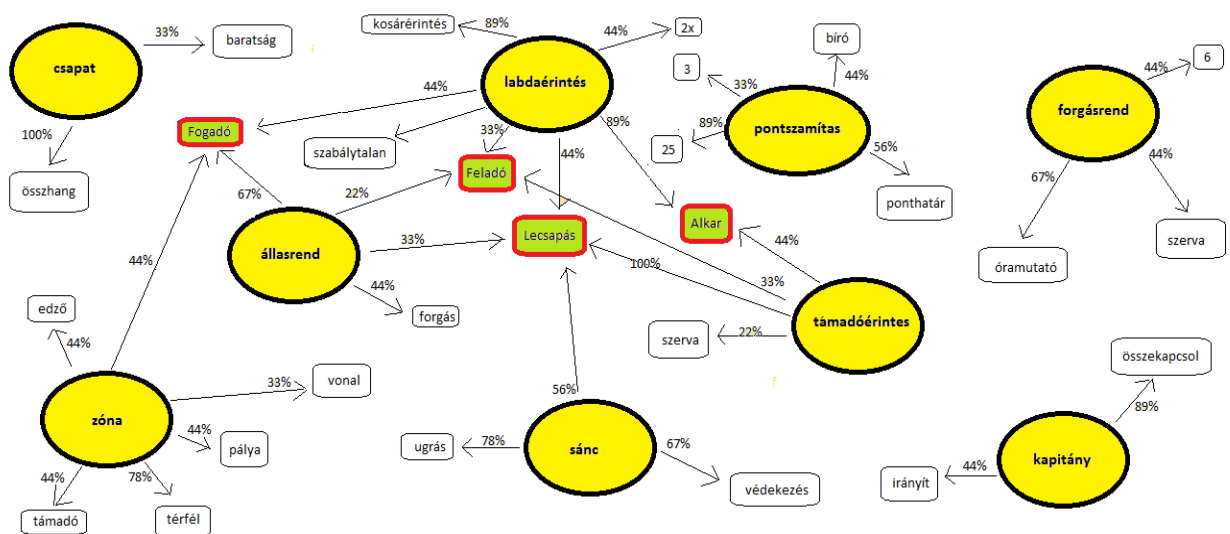 csapat
33%
baratság
100%
összhang
kosárérintés
89%
labdaérintés
44%
2x
44%
Fogadó
szabálytalan
33%
Feladó
44%
89%
Lecsapás
Alkar
3
33%
bíró
44%
pontszamítas
89%
25
56%
ponthatár
forgásrend
44%
6
67%
44%
óramutató
szerva
67%
22%
állasrend
33%
44%
forgás
44%
100%
33%
támadóérintes
szerva
22%
edző
44%
44%
zóna
33%
vonal
44%
pálya
44%
78%
támadó
térfél
56%
sánc
ugrás
78%
67%
védekezés
összekapcsol
89%
kapitány
44%
irányít